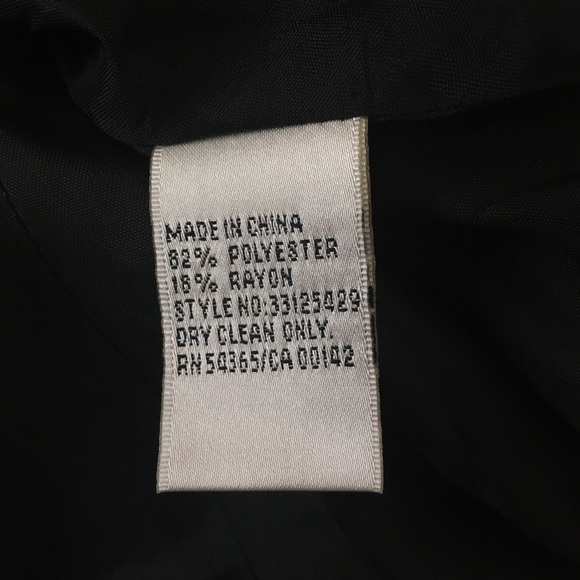 MADE IN CHINA
82% POLYESTER
18% RAYON
STYLE NO.33125429
DRY CLEAN ONLY.
RN 54365/CA 00142